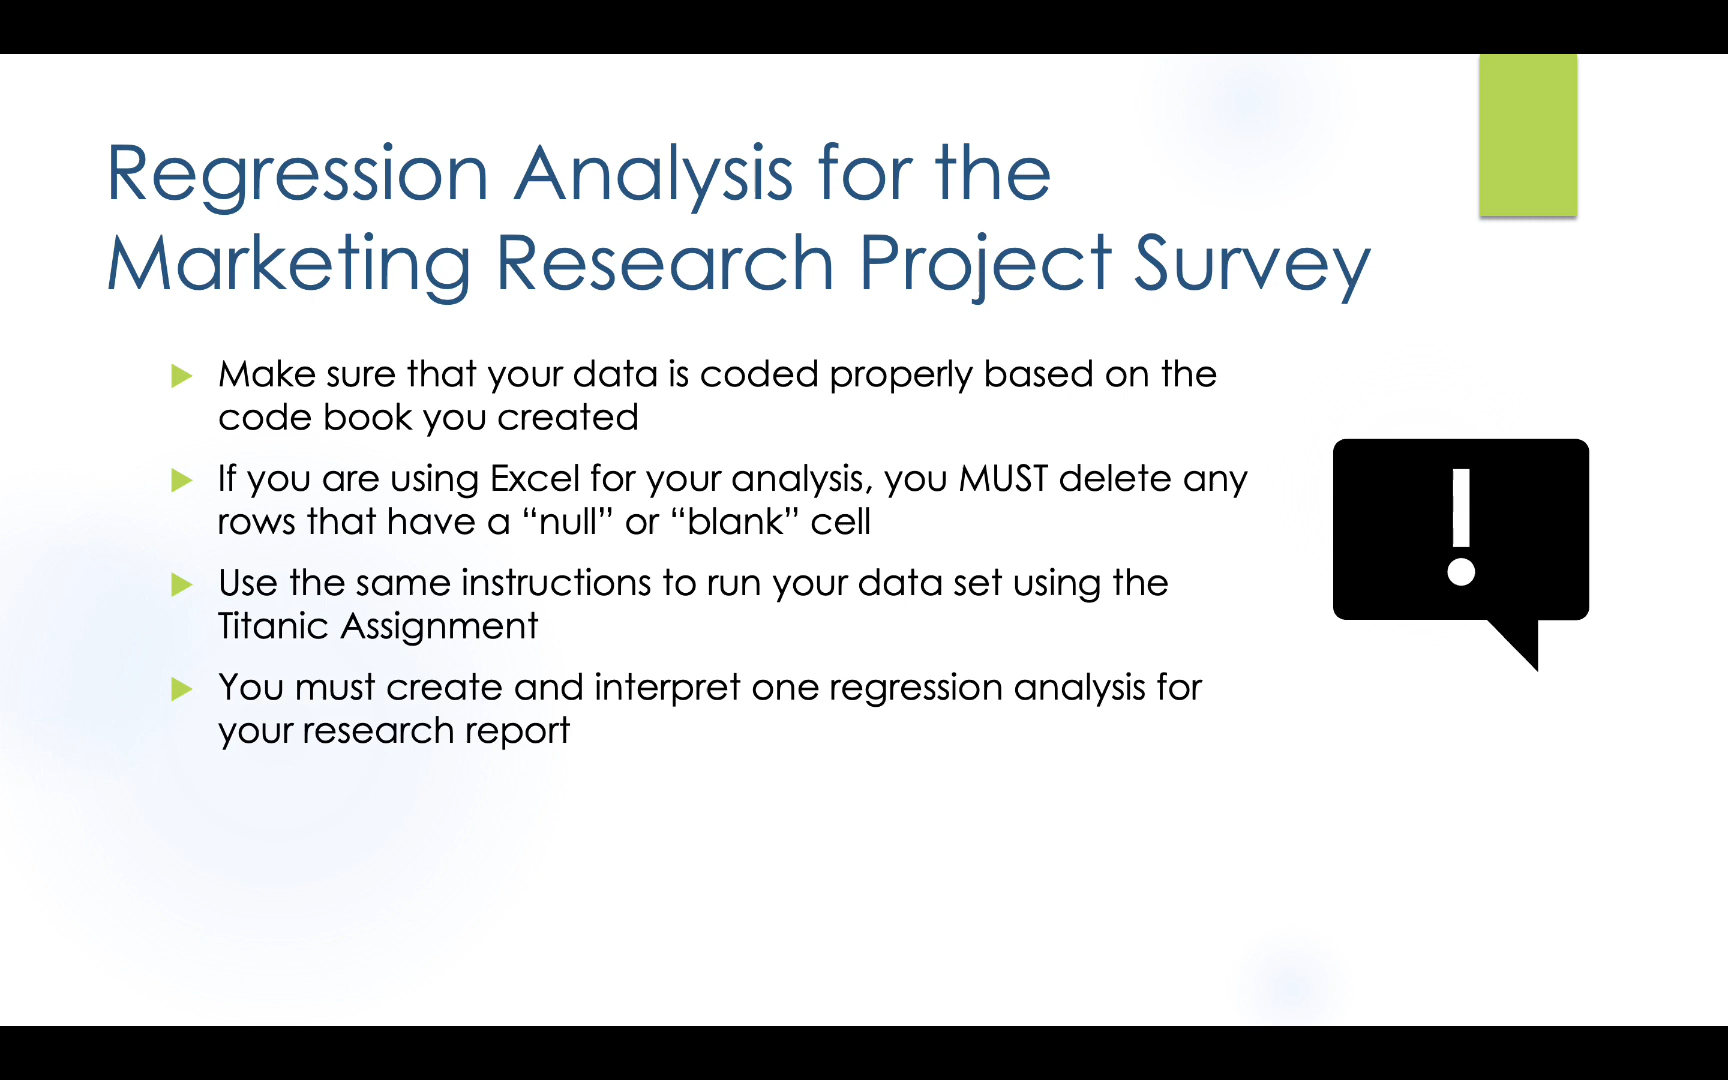 Regression Analysis for the
Marketing Research Project Survey
Make sure that your data is coded properly based on the
code book you created
If you are using Excel for your analysis, you MUST delete any
rows that have a “null” or “blank” cell
Use the same instructions to run your data set using the
Titanic Assignment
You must create and interpret one regression analysis for
your research report
!